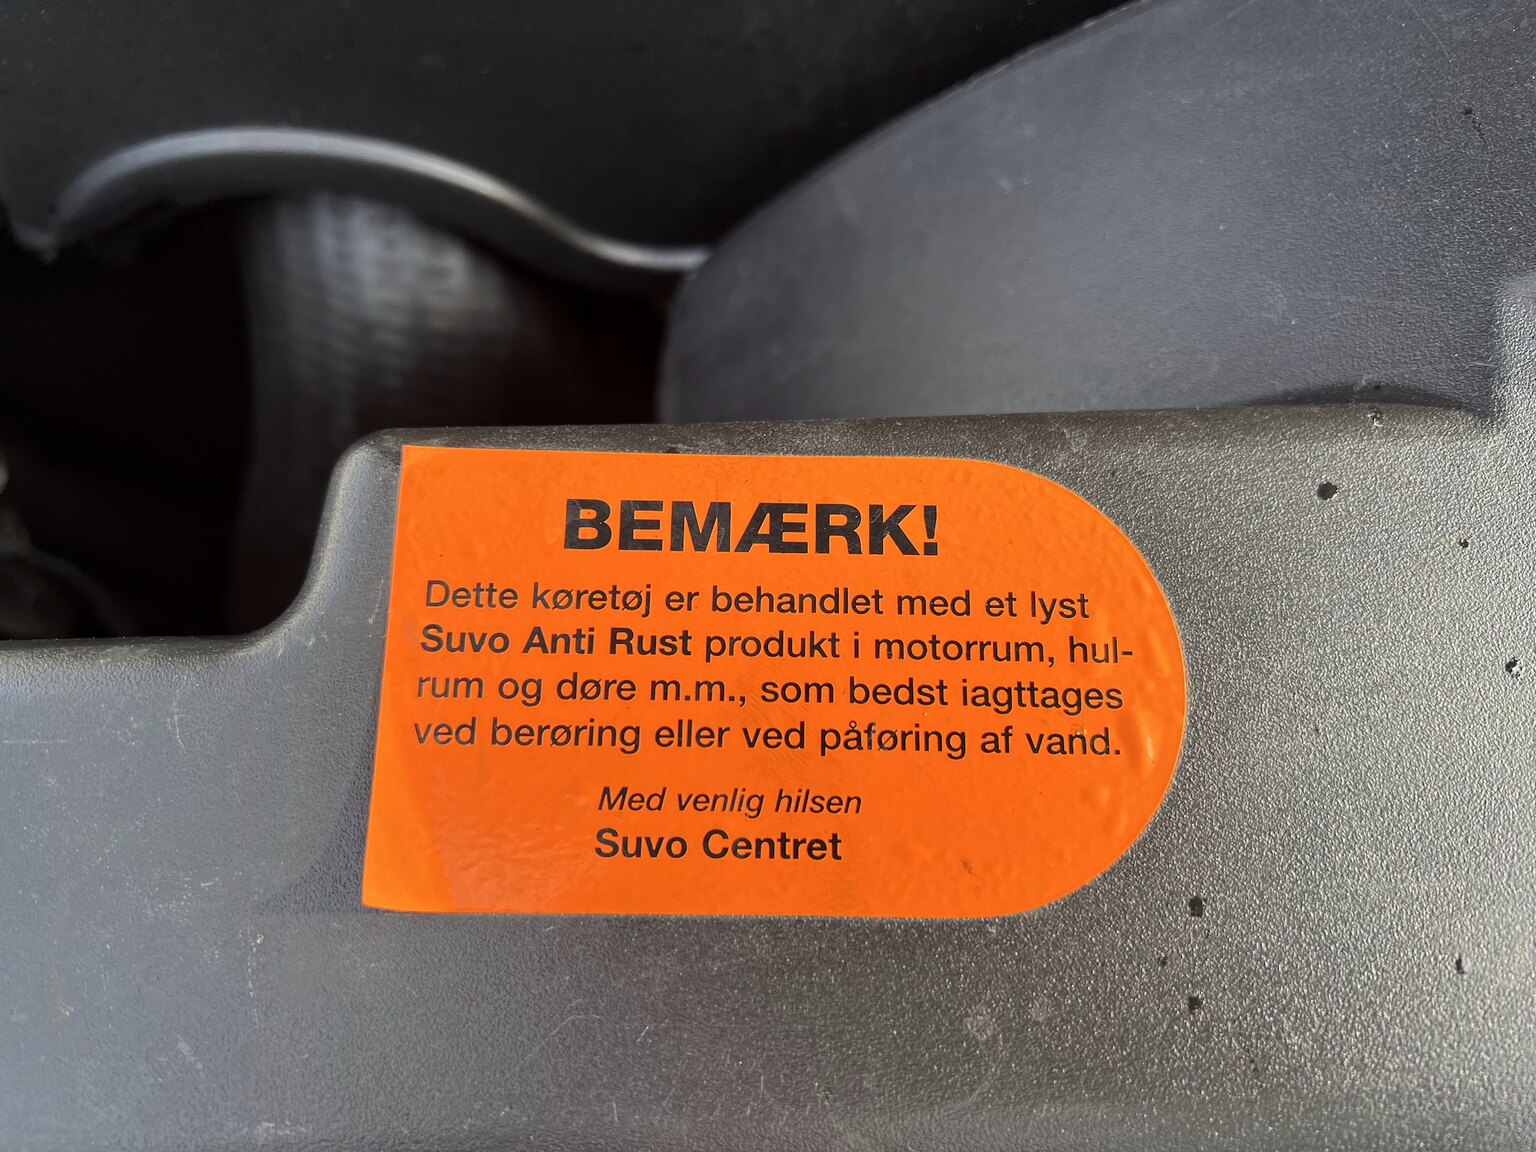 BEMÆRK!
Dette køretøj er behandlet med et lyst
Suvo Anti Rust produkt i motorrum, hul-
rum og døre m.m., som bedst iagttages
ved berøring eller ved påføring af vand.
Med venlig hilsen
Suvo Centret